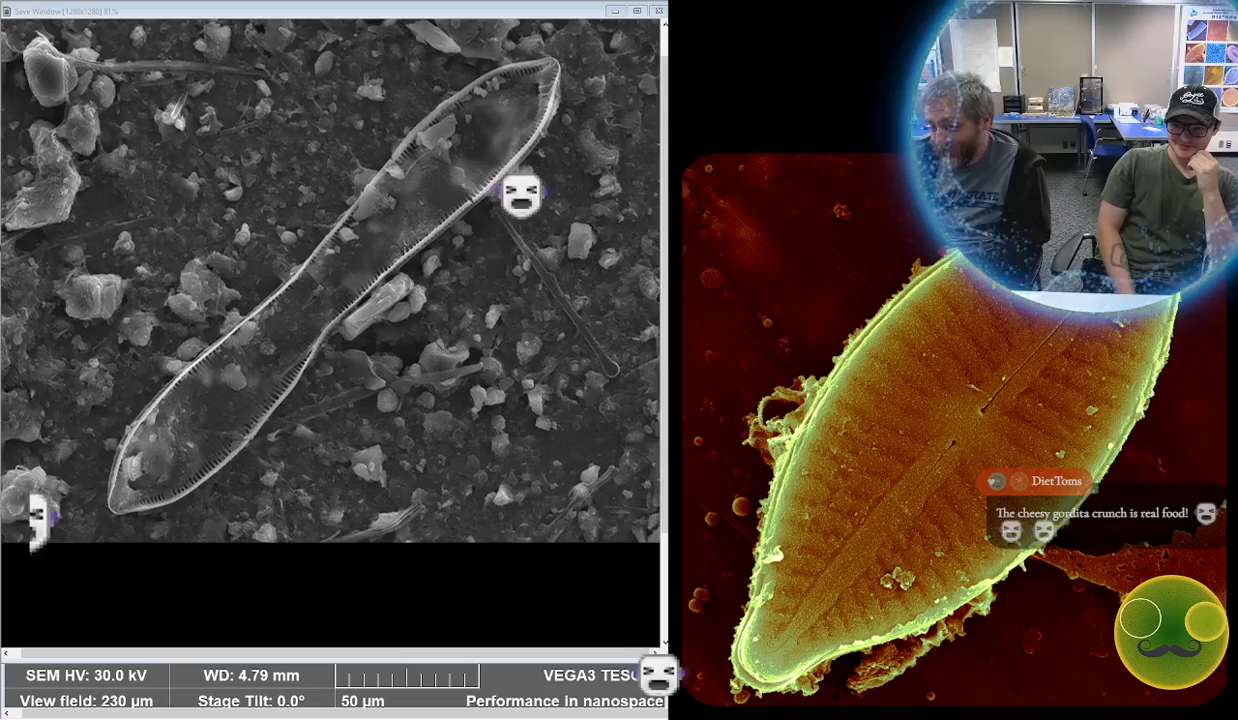 Save Window [1280x1280] 81%
DietToms
The cheesy gordita crunch is real food!
SEM HV: 30.0 kV
WD: 4.79 mm
VEGA3 TESC
View field: 230 µm
Stage Tilt: 0.0°
50 µm
Performance in nanospace